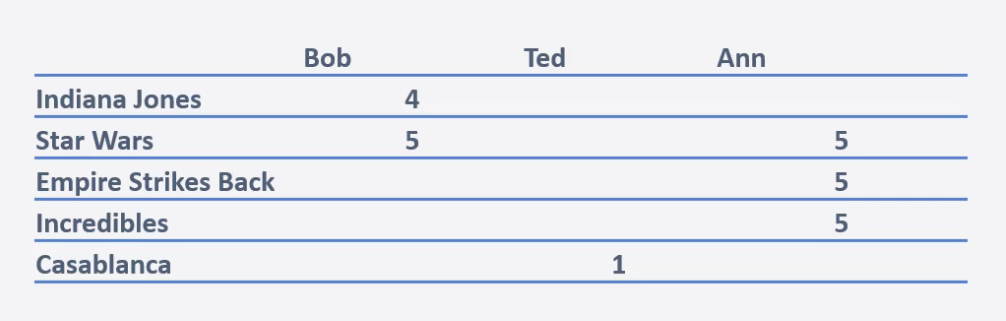 Bob Ted Ann
Indiana Jones 4
Star Wars 5 5
Empire Strikes Back 5
Incredibles 5
Casablanca 1